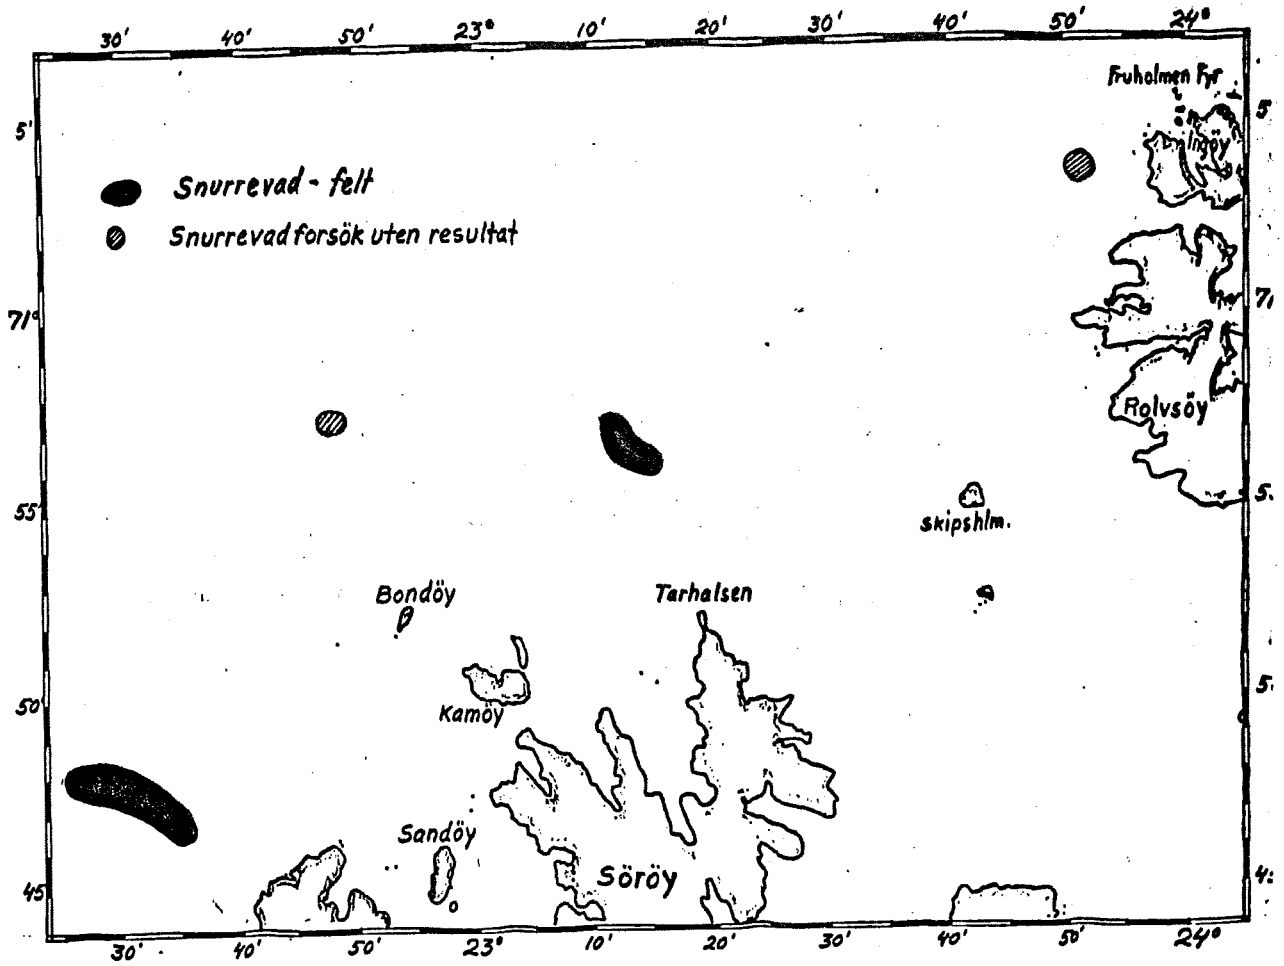 30' 40' 50' 23° 10' 20' 30' 40' 50' 24°
Fruholmen Fyr
5' 5'
Ingöy
Snurrevad - felt
Snurrevadforsök uten resultat
71°
Rolvsöy
55'
Skipshlm.
Bondöy Tarhalsen
50'
Kamöy
Sandöy
Söröy
45'
30' 40' 50' 23° 10' 20' 30' 40' 50' 24°